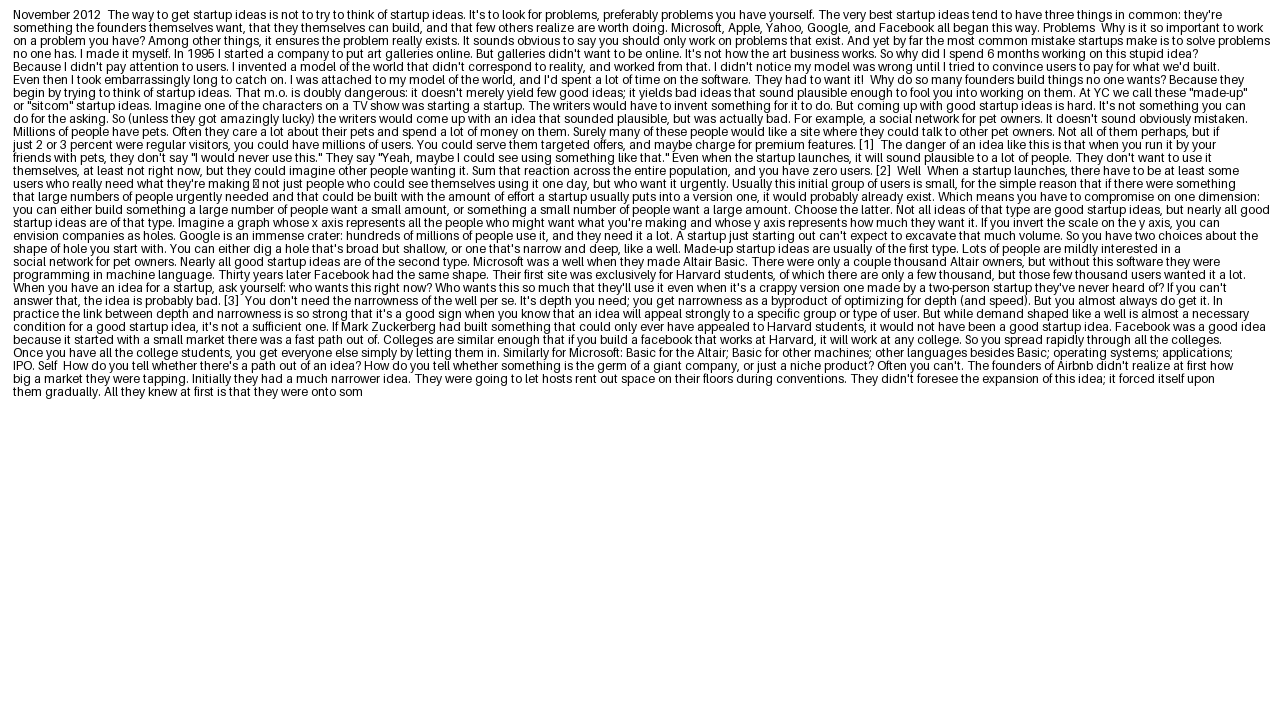 November 2012  The way to get startup ideas is not to try to think of startup ideas. It's to look for problems, preferably problems you have yourself. The very best startup ideas tend to have three things in common: they're
something the founders themselves want, that they themselves can build, and that few others realize are worth doing. Microsoft, Apple, Yahoo, Google, and Facebook all began this way. Problems  Why is it so important to work
on a problem you have? Among other things, it ensures the problem really exists. It sounds obvious to say you should only work on problems that exist. And yet by far the most common mistake startups make is to solve problems
no one has. I made it myself. In 1995 I started a company to put art galleries online. But galleries didn't want to be online. It's not how the art business works. So why did I spend 6 months working on this stupid idea?
Because I didn't pay attention to users. I invented a model of the world that didn't correspond to reality, and worked from that. I didn't notice my model was wrong until I tried to convince users to pay for what we'd built.
Even then I took embarrassingly long to catch on. I was attached to my model of the world, and I'd spent a lot of time on the software. They had to want it!  Why do so many founders build things no one wants? Because they
begin by trying to think of startup ideas. That m.o. is doubly dangerous: it doesn't merely yield few good ideas; it yields bad ideas that sound plausible enough to fool you into working on them. At YC we call these "made-up"
or "sitcom" startup ideas. Imagine one of the characters on a TV show was starting a startup. The writers would have to invent something for it to do. But coming up with good startup ideas is hard. It's not something you can
do for the asking. So (unless they got amazingly lucky) the writers would come up with an idea that sounded plausible, but was actually bad. For example, a social network for pet owners. It doesn't sound obviously mistaken.
Millions of people have pets. Often they care a lot about their pets and spend a lot of money on them. Surely many of these people would like a site where they could talk to other pet owners. Not all of them perhaps, but if
just 2 or 3 percent were regular visitors, you could have millions of users. You could serve them targeted offers, and maybe charge for premium features. [1]  The danger of an idea like this is that when you run it by your
friends with pets, they don't say "I would never use this." They say "Yeah, maybe I could see using something like that." Even when the startup launches, it will sound plausible to a lot of people. They don't want to use it
themselves, at least not right now, but they could imagine other people wanting it. Sum that reaction across the entire population, and you have zero users. [2]  Well  When a startup launches, there have to be at least some
users who really need what they're making � not just people who could see themselves using it one day, but who want it urgently. Usually this initial group of users is small, for the simple reason that if there were something
that large numbers of people urgently needed and that could be built with the amount of effort a startup usually puts into a version one, it would probably already exist. Which means you have to compromise on one dimension:
you can either build something a large number of people want a small amount, or something a small number of people want a large amount. Choose the latter. Not all ideas of that type are good startup ideas, but nearly all good
startup ideas are of that type. Imagine a graph whose x axis represents all the people who might want what you're making and whose y axis represents how much they want it. If you invert the scale on the y axis, you can
envision companies as holes. Google is an immense crater: hundreds of millions of people use it, and they need it a lot. A startup just starting out can't expect to excavate that much volume. So you have two choices about the
shape of hole you start with. You can either dig a hole that's broad but shallow, or one that's narrow and deep, like a well. Made-up startup ideas are usually of the first type. Lots of people are mildly interested in a
social network for pet owners. Nearly all good startup ideas are of the second type. Microsoft was a well when they made Altair Basic. There were only a couple thousand Altair owners, but without this software they were
programming in machine language. Thirty years later Facebook had the same shape. Their first site was exclusively for Harvard students, of which there are only a few thousand, but those few thousand users wanted it a lot.
When you have an idea for a startup, ask yourself: who wants this right now? Who wants this so much that they'll use it even when it's a crappy version one made by a two-person startup they've never heard of? If you can't
answer that, the idea is probably bad. [3]  You don't need the narrowness of the well per se. It's depth you need; you get narrowness as a byproduct of optimizing for depth (and speed). But you almost always do get it. In
practice the link between depth and narrowness is so strong that it's a good sign when you know that an idea will appeal strongly to a specific group or type of user. But while demand shaped like a well is almost a necessary
condition for a good startup idea, it's not a sufficient one. If Mark Zuckerberg had built something that could only ever have appealed to Harvard students, it would not have been a good startup idea. Facebook was a good idea
because it started with a small market there was a fast path out of. Colleges are similar enough that if you build a facebook that works at Harvard, it will work at any college. So you spread rapidly through all the colleges.
Once you have all the college students, you get everyone else simply by letting them in. Similarly for Microsoft: Basic for the Altair; Basic for other machines; other languages besides Basic; operating systems; applications;
IPO. Self  How do you tell whether there's a path out of an idea? How do you tell whether something is the germ of a giant company, or just a niche product? Often you can't. The founders of Airbnb didn't realize at first how
big a market they were tapping. Initially they had a much narrower idea. They were going to let hosts rent out space on their floors during conventions. They didn't foresee the expansion of this idea; it forced itself upon
them gradually. All they knew at first is that they were onto som